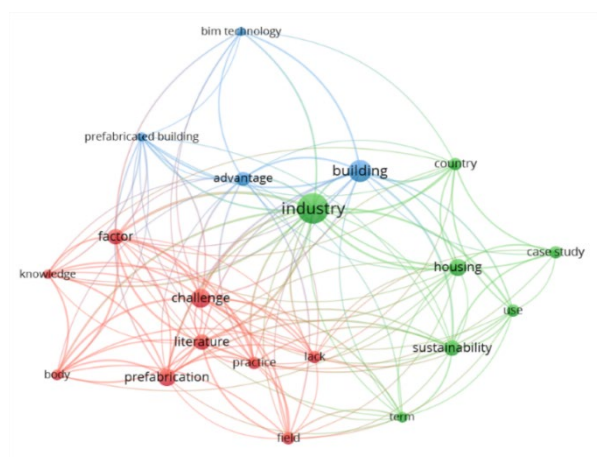 bim technology
prefabricated building
advantage
building
country
industry
factor
case study
housing
knowledge
challenge
use
literature
sustainability
practice
lack
body
prefabrication
term
field